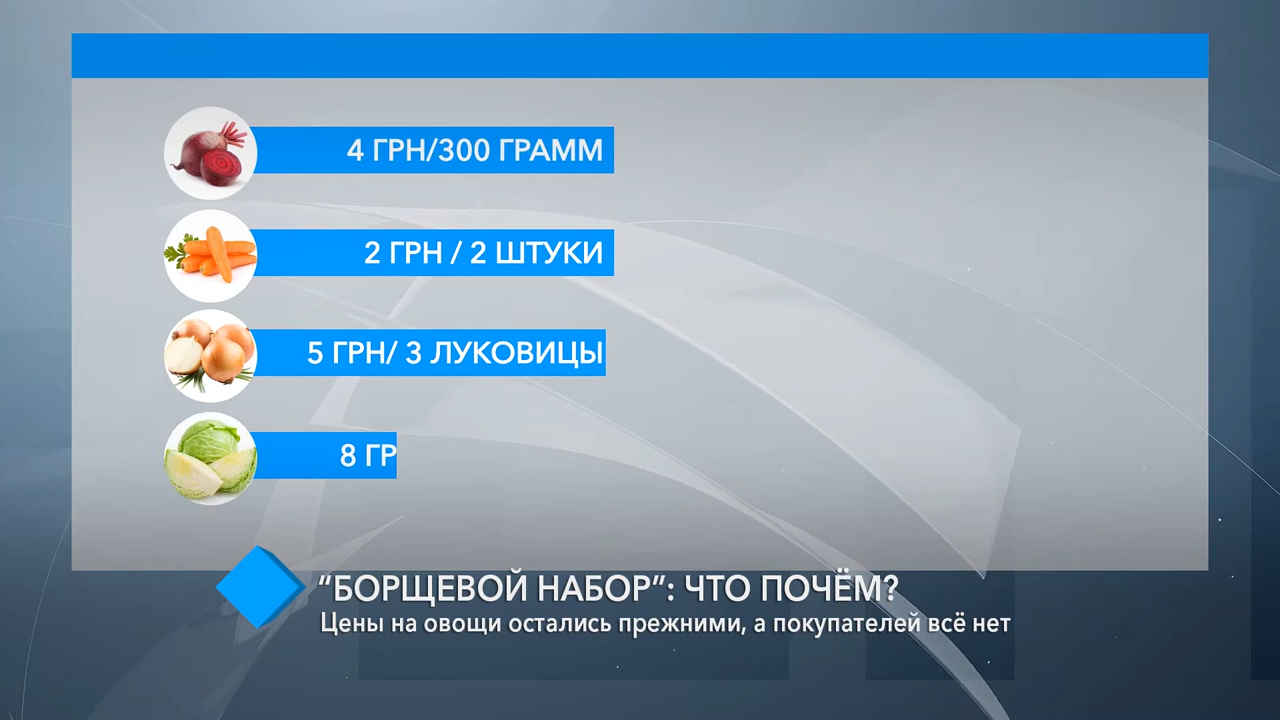 4 ГРН/300 ГРАММ
2 ГРН / 2 ШТУКИ
5 ГРН/ 3 ЛУКОВИЦЫ
8 ГР
“БОРЩЕВОЙ НАБОР”: ЧТО ПОЧЁМ?
Цены на овощи остались прежними, а покупателей всё нет